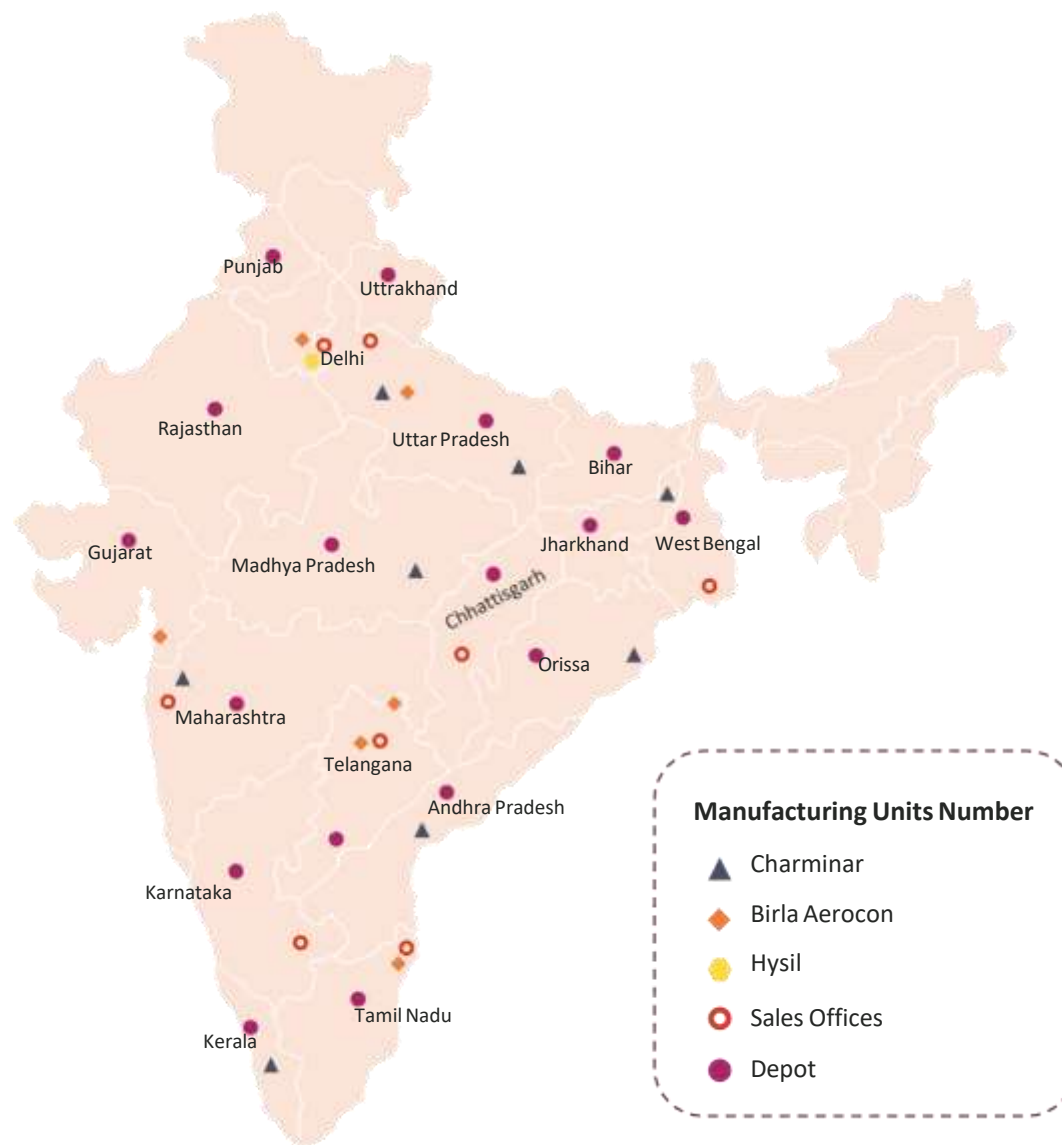 Punjab
Uttrakhand
Delhi
Rajasthan
Uttar Pradesh
Bihar
Gujarat
Madhya Pradesh
Jharkhand
West Bengal
Chhattisgarh
Orissa
Maharashtra
Telangana
Andhra Pradesh
Karnataka
Tamil Nadu
Kerala
Manufacturing Units Number
Charminar
Birla Aerocon
Hysil
Sales Offices
Depot